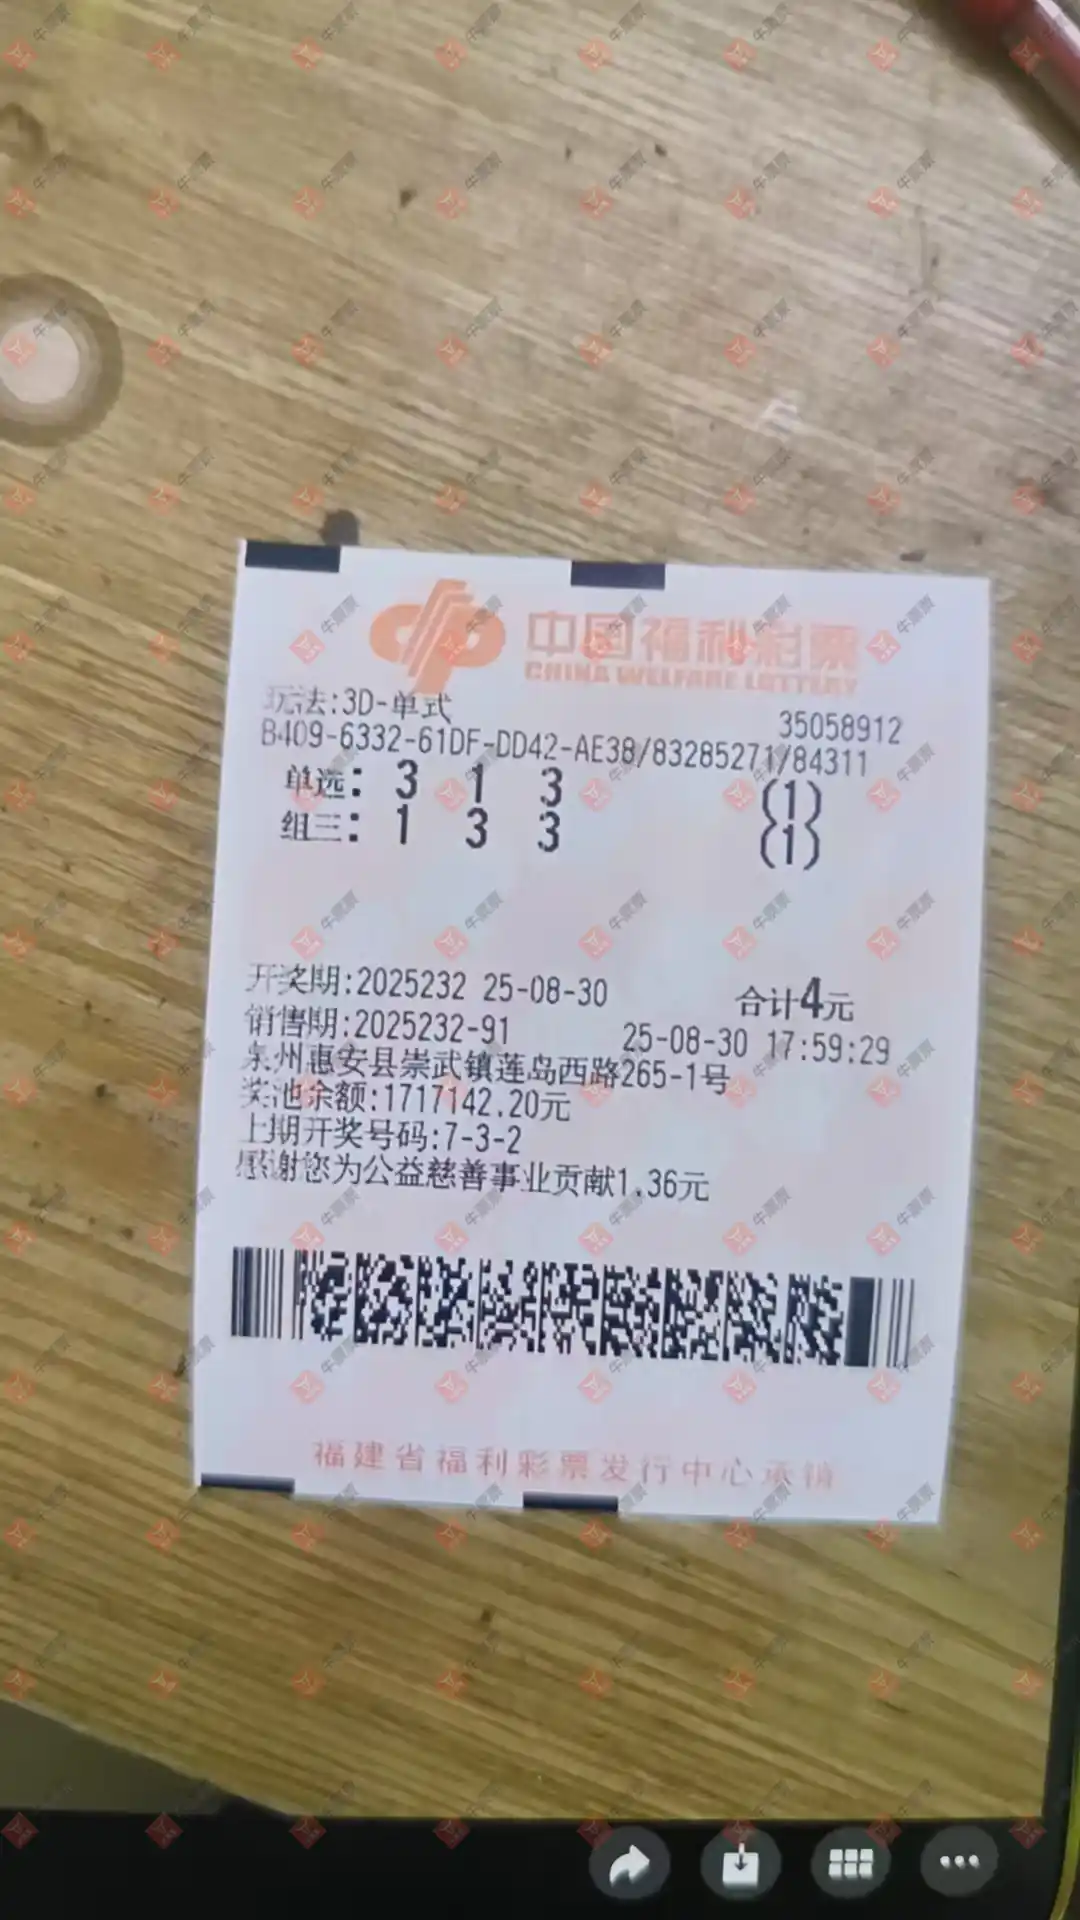 中国福利彩票
CHINA WELFARE LOTTERY
玩法:3D-单式
35058912
B409-6332-61DF-DD42-AE38/83285271/84311
单选: 3 1 3 (1)
组三: 1 3 3 (1)
开奖期:2025232 25-08-30 合计4元
销售期:2025232-91 25-08-30 17:59:29
泉州惠安县崇武镇莲岛西路265-1号
奖池余额:1717142.20元
上期开奖号码:7-3-2
感谢您为公益慈善事业贡献1.36元
福建省福利彩票发行中心承销
牛票票